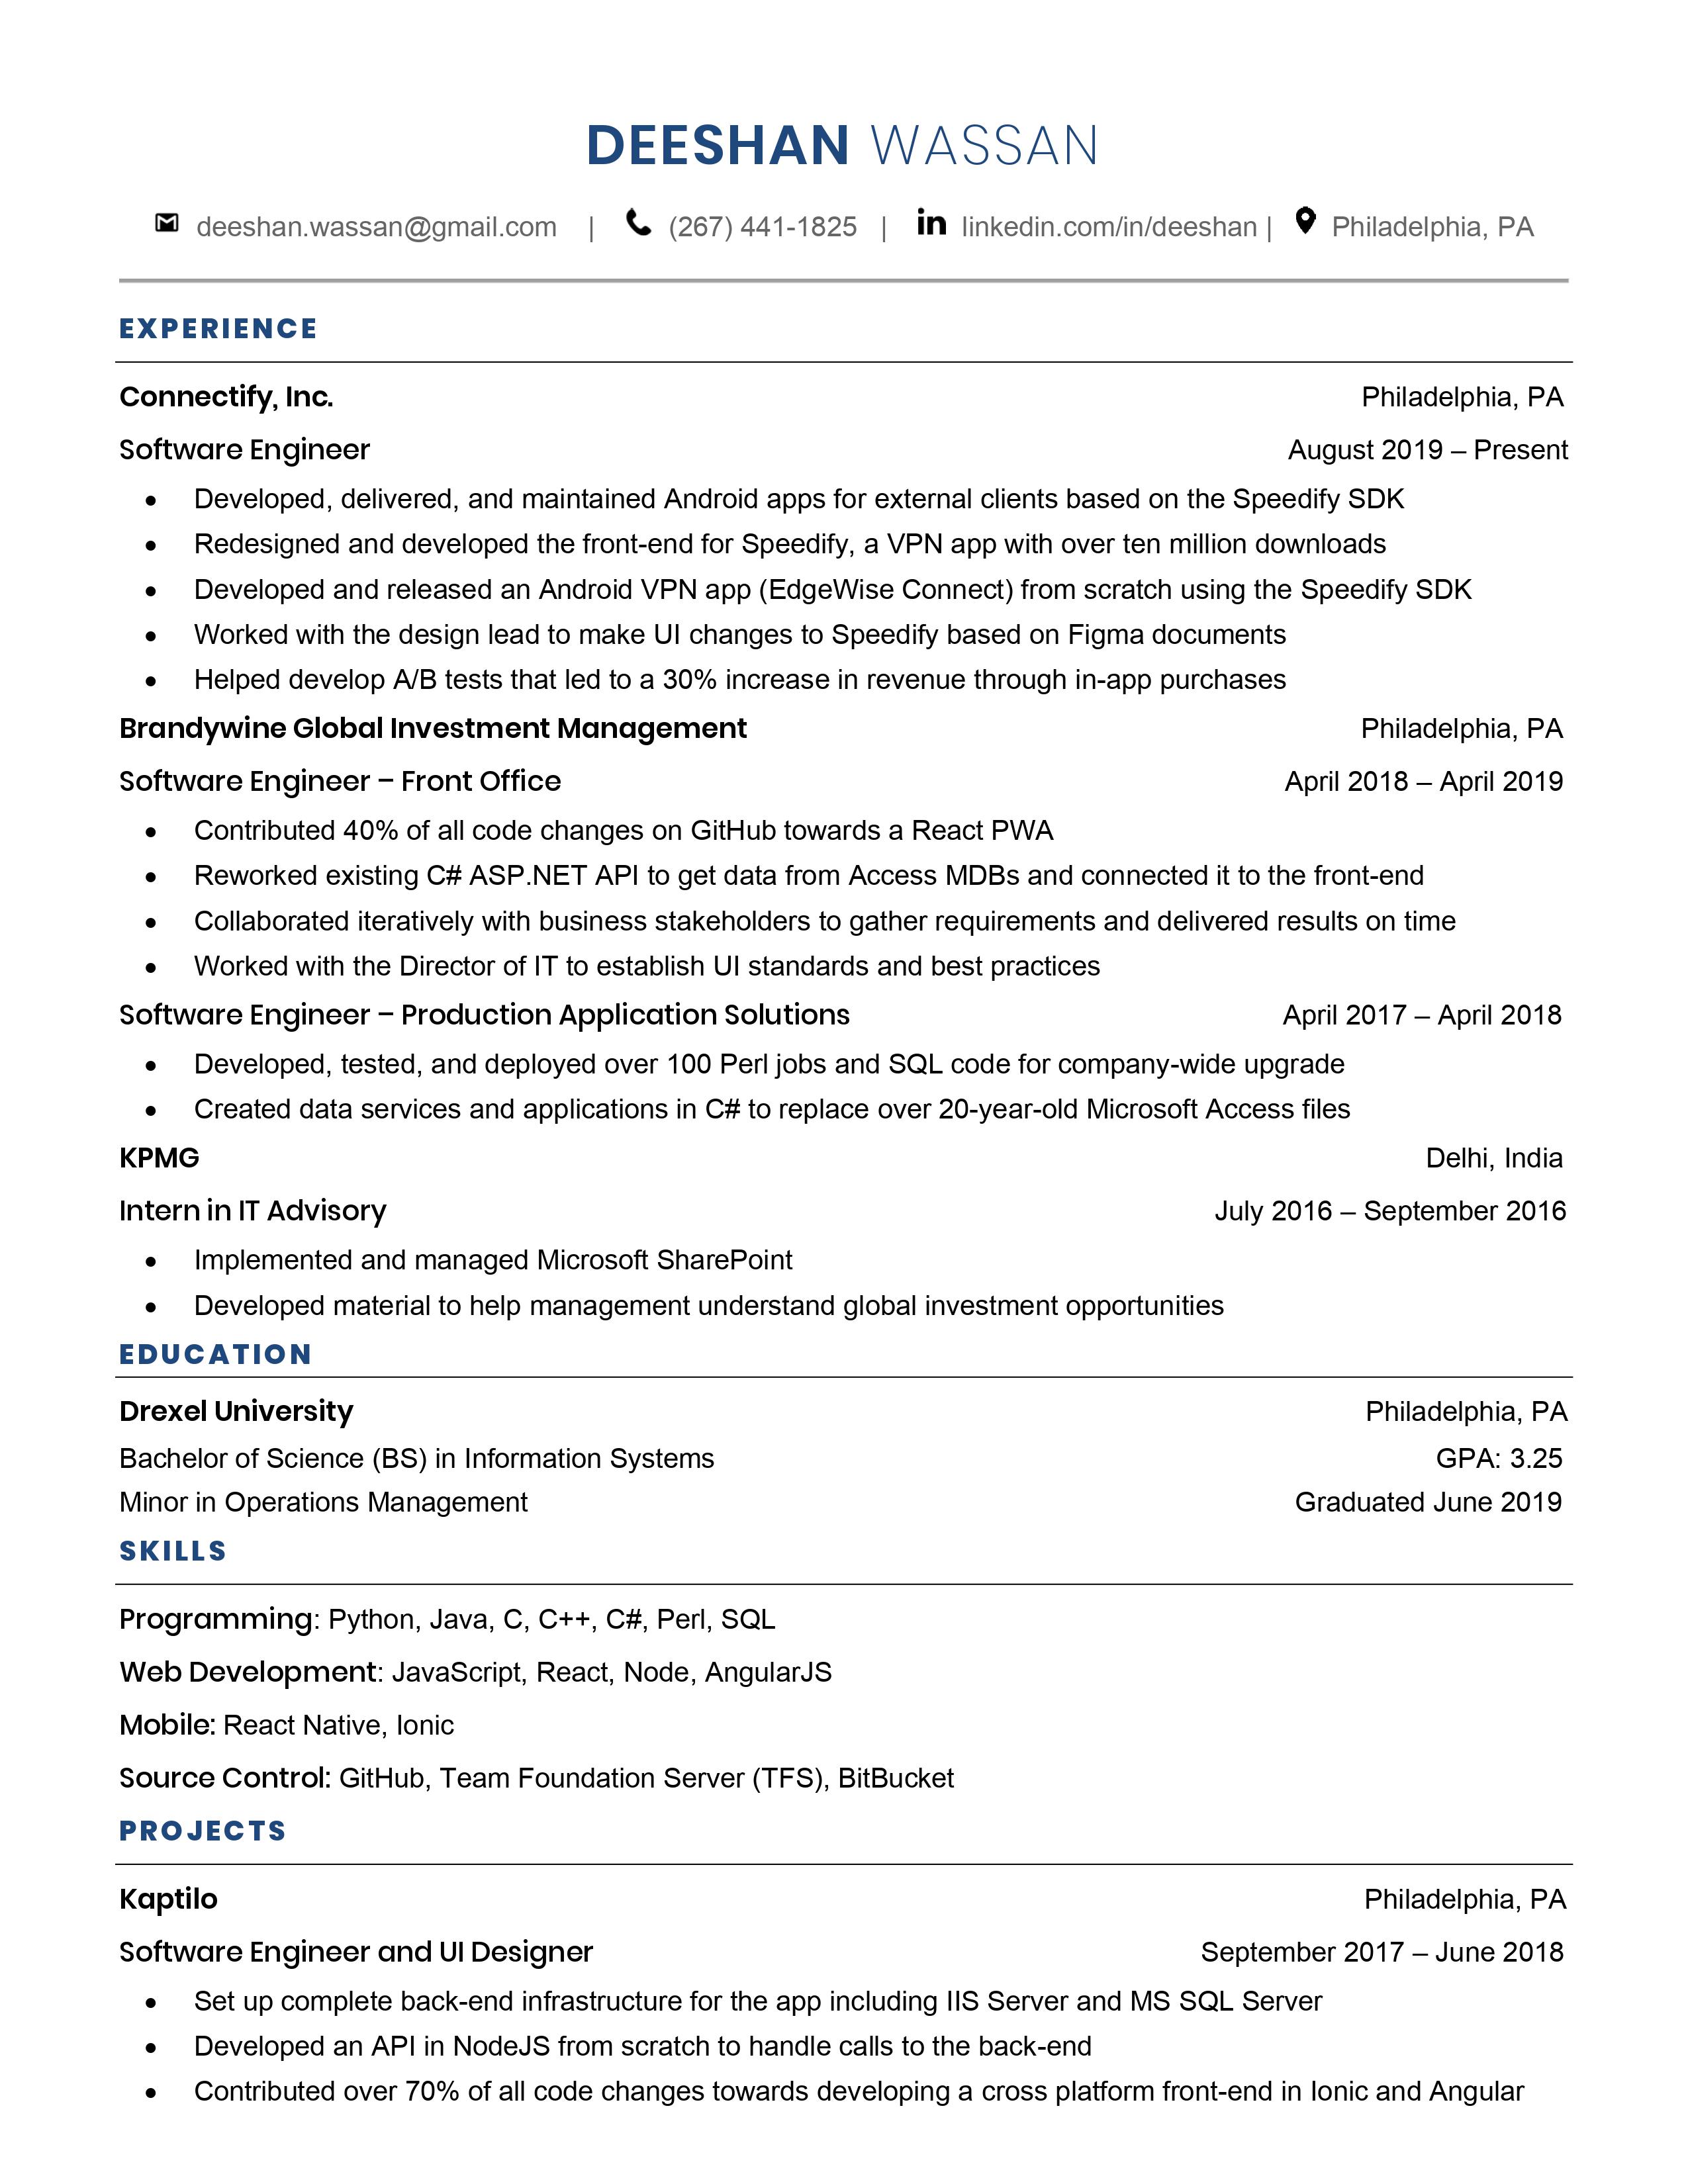 DEESHAN WASSAN
deeshan.wassan@gmail.com | (267) 441-1825 | linkedin.com/in/deeshan | Philadelphia, PA
EXPERIENCE
Connectify, Inc. Philadelphia, PA
Software Engineer August 2019 – Present
• Developed, delivered, and maintained Android apps for external clients based on the Speedify SDK
• Redesigned and developed the front-end for Speedify, a VPN app with over ten million downloads
• Developed and released an Android VPN app (EdgeWise Connect) from scratch using the Speedify SDK
• Worked with the design lead to make UI changes to Speedify based on Figma documents
• Helped develop A/B tests that led to a 30% increase in revenue through in-app purchases
Brandywine Global Investment Management Philadelphia, PA
Software Engineer – Front Office April 2018 – April 2019
• Contributed 40% of all code changes on GitHub towards a React PWA
• Reworked existing C# ASP.NET API to get data from Access MDBs and connected it to the front-end
• Collaborated iteratively with business stakeholders to gather requirements and delivered results on time
• Worked with the Director of IT to establish UI standards and best practices
Software Engineer – Production Application Solutions April 2017 – April 2018
• Developed, tested, and deployed over 100 Perl jobs and SQL code for company-wide upgrade
• Created data services and applications in C# to replace over 20-year-old Microsoft Access files
KPMG Delhi, India
Intern in IT Advisory July 2016 – September 2016
• Implemented and managed Microsoft SharePoint
• Developed material to help management understand global investment opportunities
EDUCATION
Drexel University Philadelphia, PA
Bachelor of Science (BS) in Information Systems GPA: 3.25
Minor in Operations Management Graduated June 2019
SKILLS
Programming: Python, Java, C, C++, C#, Perl, SQL
Web Development: JavaScript, React, Node, AngularJS
Mobile: React Native, Ionic
Source Control: GitHub, Team Foundation Server (TFS), BitBucket
PROJECTS
Kaptilo Philadelphia, PA
Software Engineer and UI Designer September 2017 – June 2018
• Set up complete back-end infrastructure for the app including IIS Server and MS SQL Server
• Developed an API in NodeJS from scratch to handle calls to the back-end
• Contributed over 70% of all code changes towards developing a cross platform front-end in Ionic and Angular